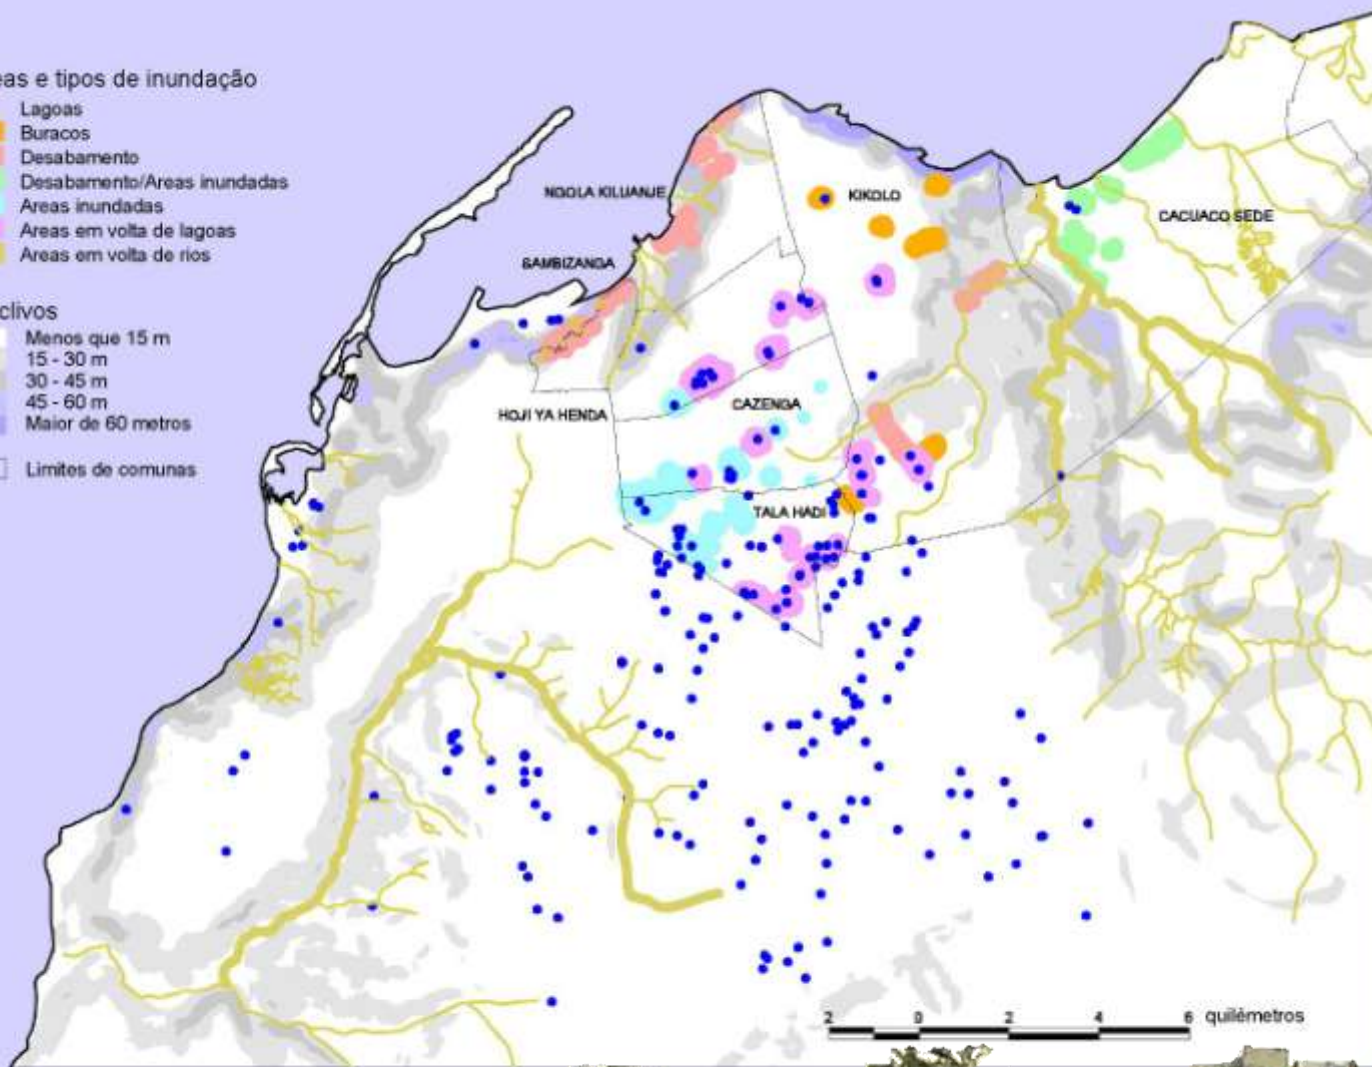 eas e tipos de inundação
Lagoas
Buracos
Desabamento
Desabamento/Areas inundadas
Areas inundadas
Areas em volta de lagoas
Areas em volta de rios
clivos
Menos que 15 m
15 - 30 m
30 - 45 m
45 - 60 m
Maior de 60 metros
Limites de comunas
NGOLA KILUANJE
KIKOLO
CACUACO SEDE
SAMBIZANGA
HOJI YA HENDA
CAZENGA
TALA HADI
2 0 2 4 6 quilêmetros